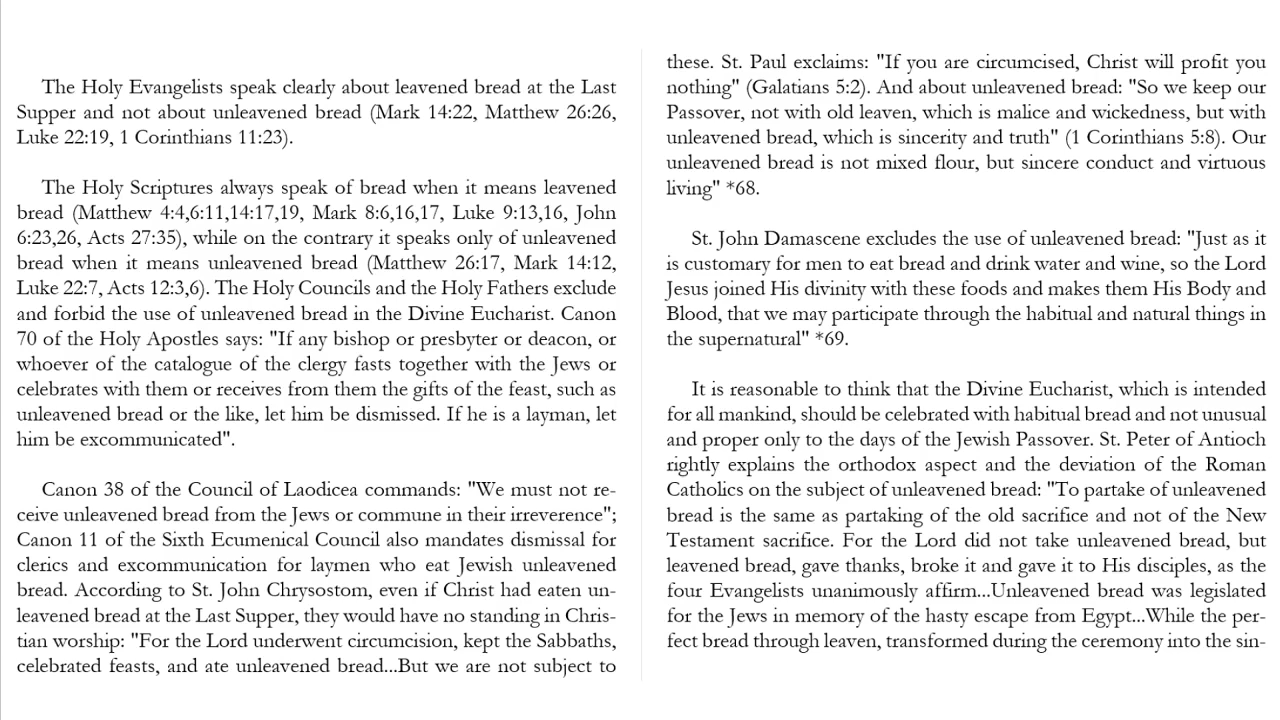 The Holy Evangelists speak clearly about leavened bread at the Last
Supper and not about unleavened bread (Mark 14:22, Matthew 26:26,
Luke 22:19, 1 Corinthians 11:23).
The Holy Scriptures always speak of bread when it means leavened
bread (Matthew 4:4,6:11,14:17,19, Mark 8:6,16,17, Luke 9:13,16, John
6:23,26, Acts 27:35), while on the contrary it speaks only of unleavened
bread when it means unleavened bread (Matthew 26:17, Mark 14:12,
Luke 22:7, Acts 12:3,6). The Holy Councils and the Holy Fathers exclude
and forbid the use of unleavened bread in the Divine Eucharist. Canon
70 of the Holy Apostles says: "If any bishop or presbyter or deacon, or
whoever of the catalogue of the clergy fasts together with the Jews or
celebrates with them or receives from them the gifts of the feast, such as
unleavened bread or the like, let him be dismissed. If he is a layman, let
him be excommunicated".
Canon 38 of the Council of Laodicea commands: "We must not re-
ceive unleavened bread from the Jews or commune in their irreverence";
Canon 11 of the Sixth Ecumenical Council also mandates dismissal for
clerics and excommunication for laymen who eat Jewish unleavened
bread. According to St. John Chrysostom, even if Christ had eaten un-
leavened bread at the Last Supper, they would have no standing in Chris-
tian worship: "For the Lord underwent circumcision, kept the Sabbaths,
celebrated feasts, and ate unleavened bread...But we are not subject to
these. St. Paul exclaims: "If you are circumcised, Christ will profit you
nothing" (Galatians 5:2). And about unleavened bread: "So we keep our
Passover, not with old leaven, which is malice and wickedness, but with
unleavened bread, which is sincerity and truth" (1 Corinthians 5:8). Our
unleavened bread is not mixed flour, but sincere conduct and virtuous
living" *68.
St. John Damascene excludes the use of unleavened bread: "Just as it
is customary for men to eat bread and drink water and wine, so the Lord
Jesus joined His divinity with these foods and makes them His Body and
Blood, that we may participate through the habitual and natural things in
the supernatural" *69.
It is reasonable to think that the Divine Eucharist, which is intended
for all mankind, should be celebrated with habitual bread and not unusual
and proper only to the days of the Jewish Passover. St. Peter of Antioch
rightly explains the orthodox aspect and the deviation of the Roman
Catholics on the subject of unleavened bread: "To partake of unleavened
bread is the same as partaking of the old sacrifice and not of the New
Testament sacrifice. For the Lord did not take unleavened bread, but
leavened bread, gave thanks, broke it and gave it to His disciples, as the
four Evangelists unanimously affirm...Unleavened bread was legislated
for the Jews in memory of the hasty escape from Egypt...While the per-
fect bread through leaven, transformed during the ceremony into the sin-